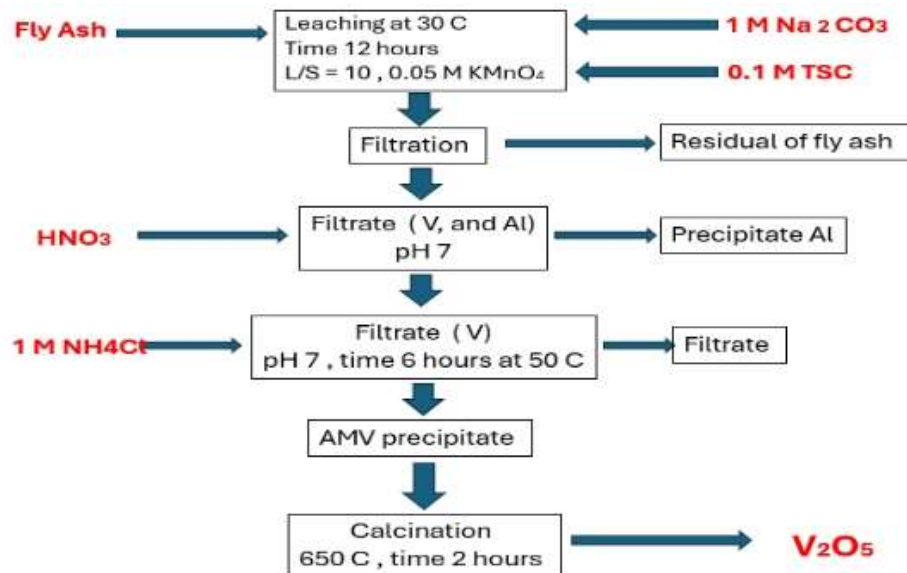 Fly Ash
Leaching at 30 C
Time 12 hours
L/S = 10 , 0.05 M KMnO₄
1 M Na ₂ CO₃
0.1 M TSC
Filtration
Residual of fly ash
HNO₃
Filtrate ( V, and Al)
pH 7
Precipitate Al
1 M NH4Cl
Filtrate ( V)
pH 7 , time 6 hours at 50 C
Filtrate
AMV precipitate
Calcination
650 C , time 2 hours
V₂O₅